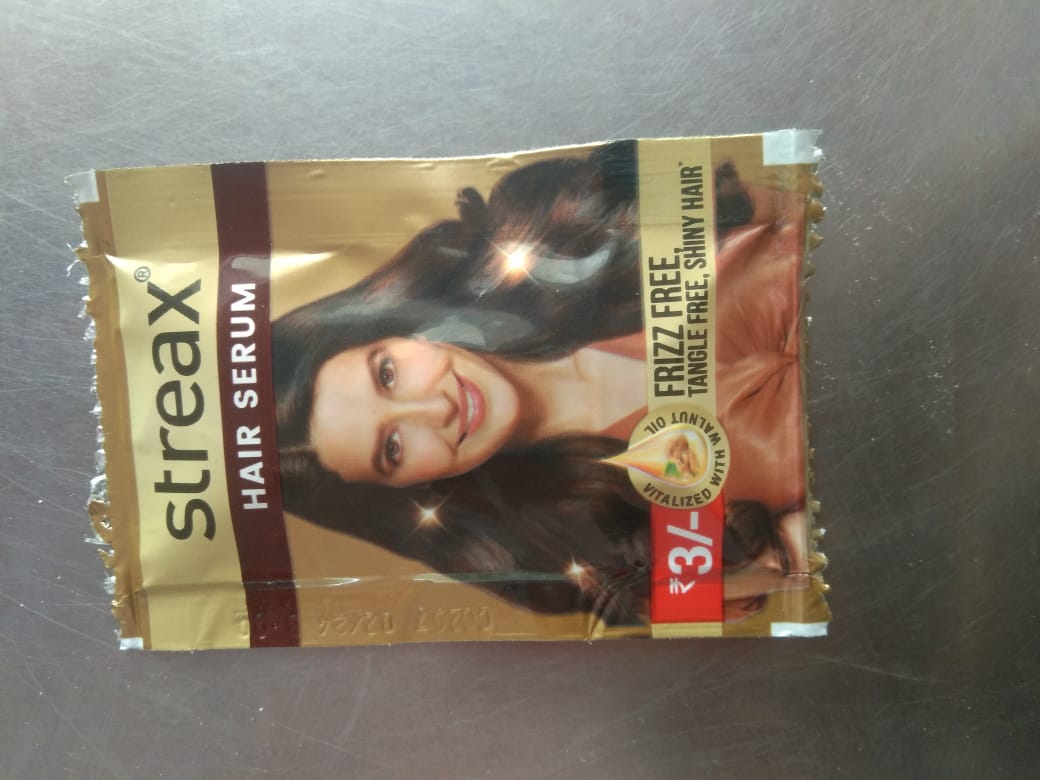 streax®
HAIR SERUM
FRIZZ FREE,
TANGLE FREE, SHINY HAIR*
VITALIZED WITH WALNUT OIL
₹3/-